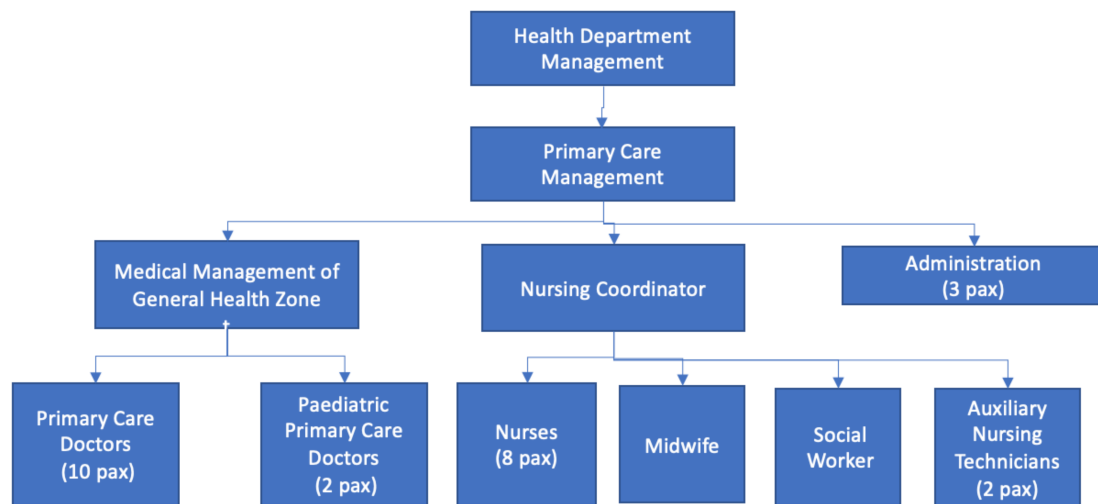 Health Department
Management
Primary Care
Management
Medical Management of
General Health Zone
Nursing Coordinator
Administration
(3 pax)
Primary Care
Doctors
(10 pax)
Paediatric
Primary Care
Doctors
(2 pax)
Nurses
(8 pax)
Midwife
Social
Worker
Auxiliary
Nursing
Technicians
(2 pax)